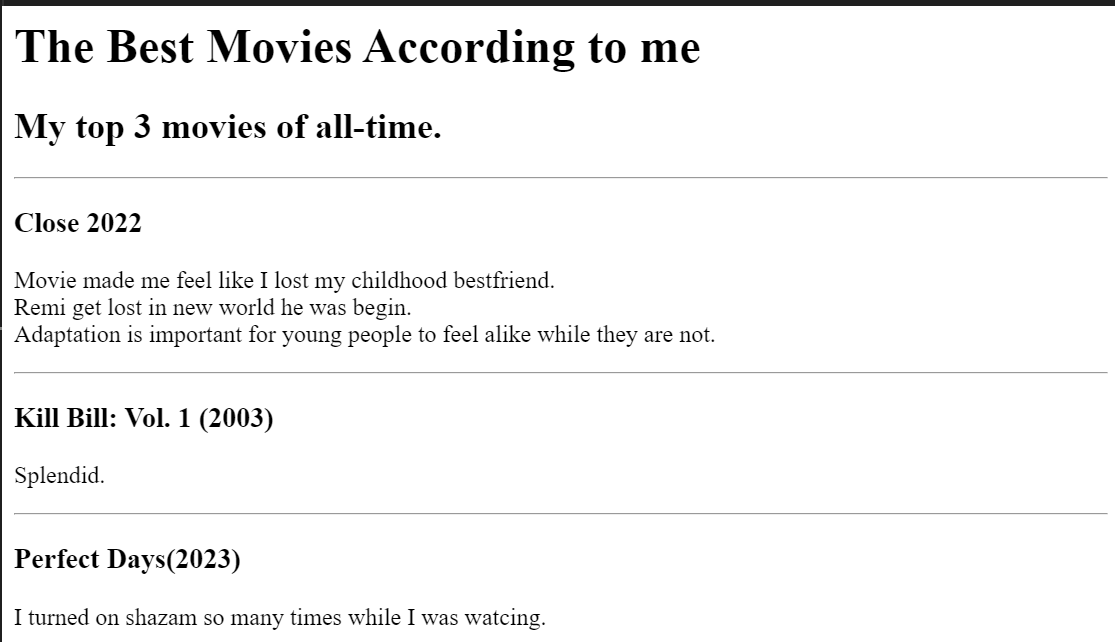 The Best Movies According to me
My top 3 movies of all-time.
Close 2022
Movie made me feel like I lost my childhood bestfriend.
Remi get lost in new world he was begin.
Adaptation is important for young people to feel alike while they are not.
Kill Bill: Vol. 1 (2003)
Splendid.
Perfect Days(2023)
I turned on shazam so many times while I was watcing.